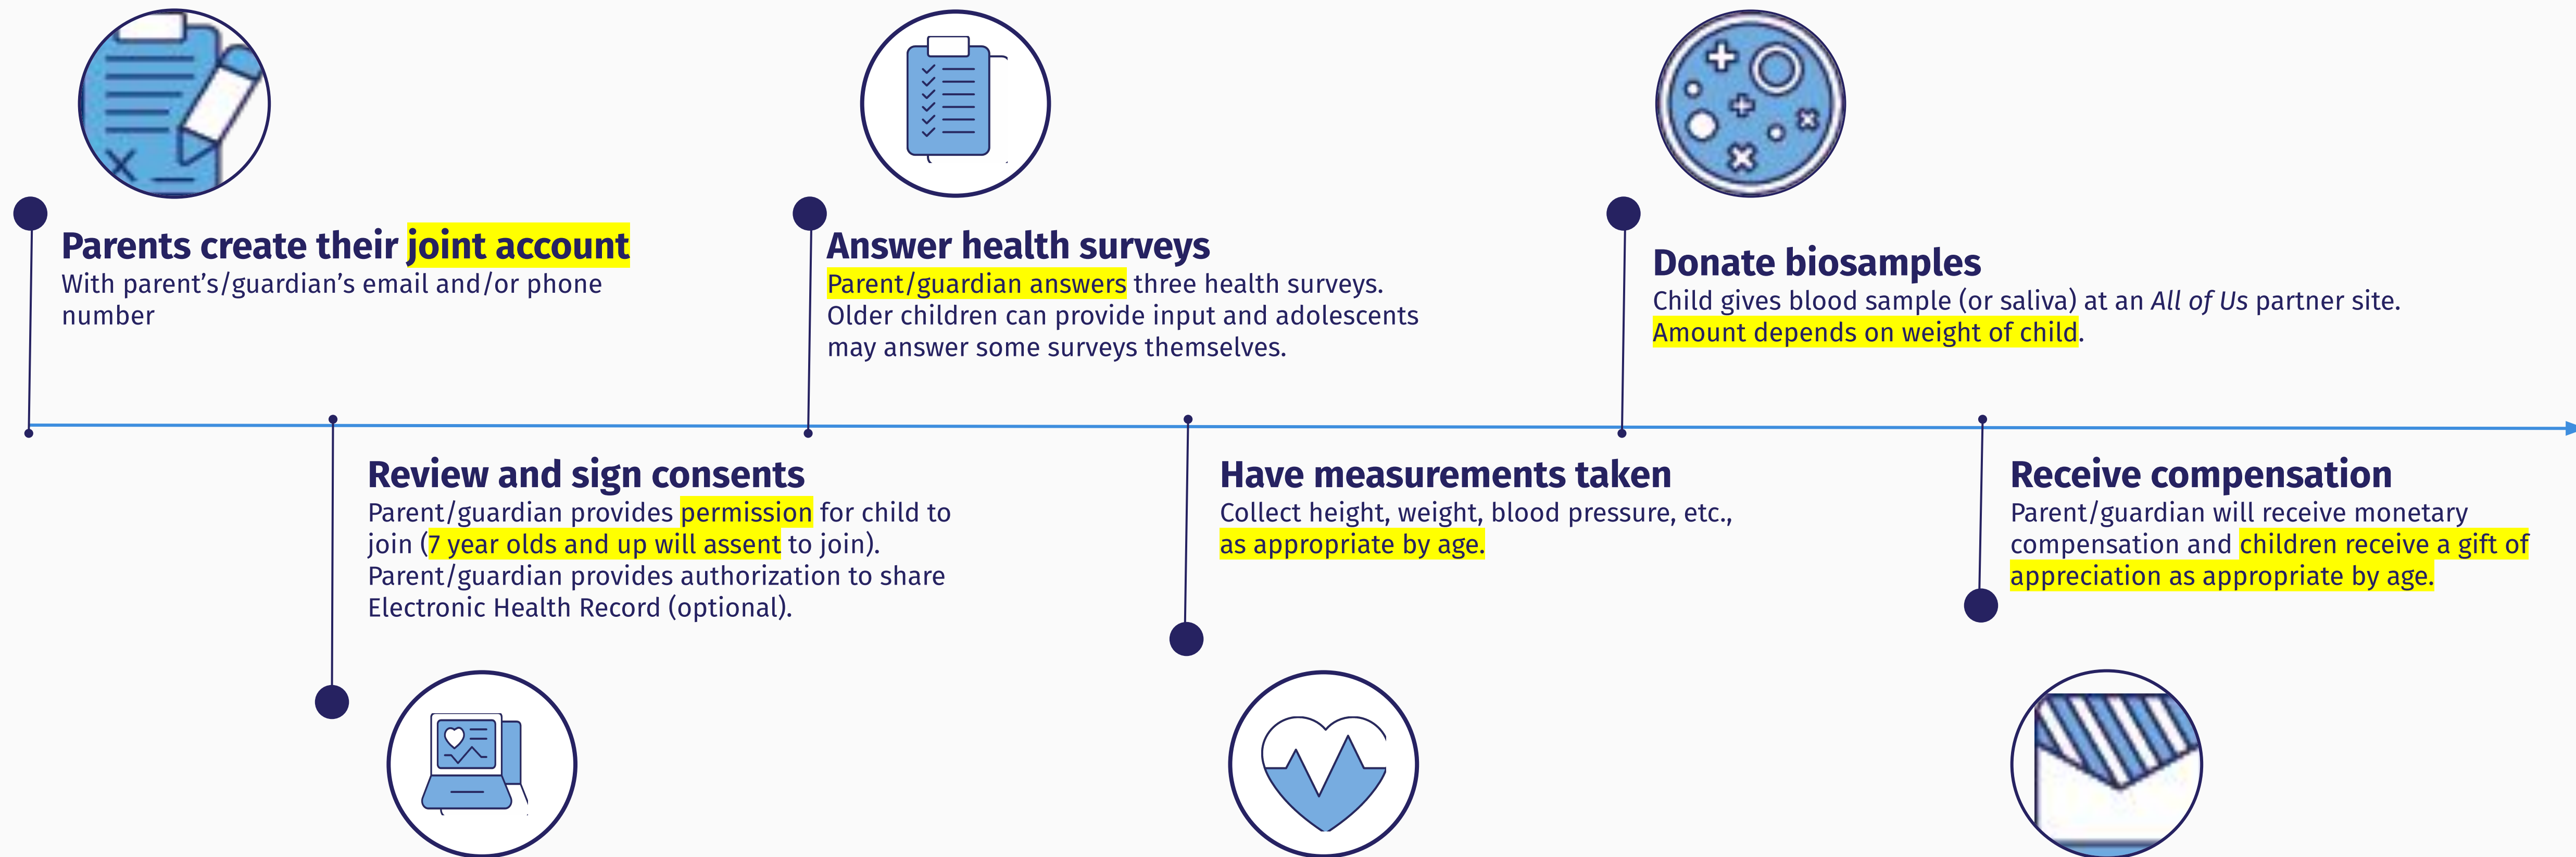 Parents create their joint account
With parent’s/guardian’s email and/or phone
number
Review and sign consents
Parent/guardian provides permission for child to
join (7 year olds and up will assent to join).
Parent/guardian provides authorization to share
Electronic Health Record (optional).
Answer health surveys
Parent/guardian answers three health surveys.
Older children can provide input and adolescents
may answer some surveys themselves.
Have measurements taken
Collect height, weight, blood pressure, etc.,
as appropriate by age.
Donate biosamples
Child gives blood sample (or saliva) at an All of Us partner site.
Amount depends on weight of child.
Receive compensation
Parent/guardian will receive monetary
compensation and children receive a gift of
appreciation as appropriate by age.